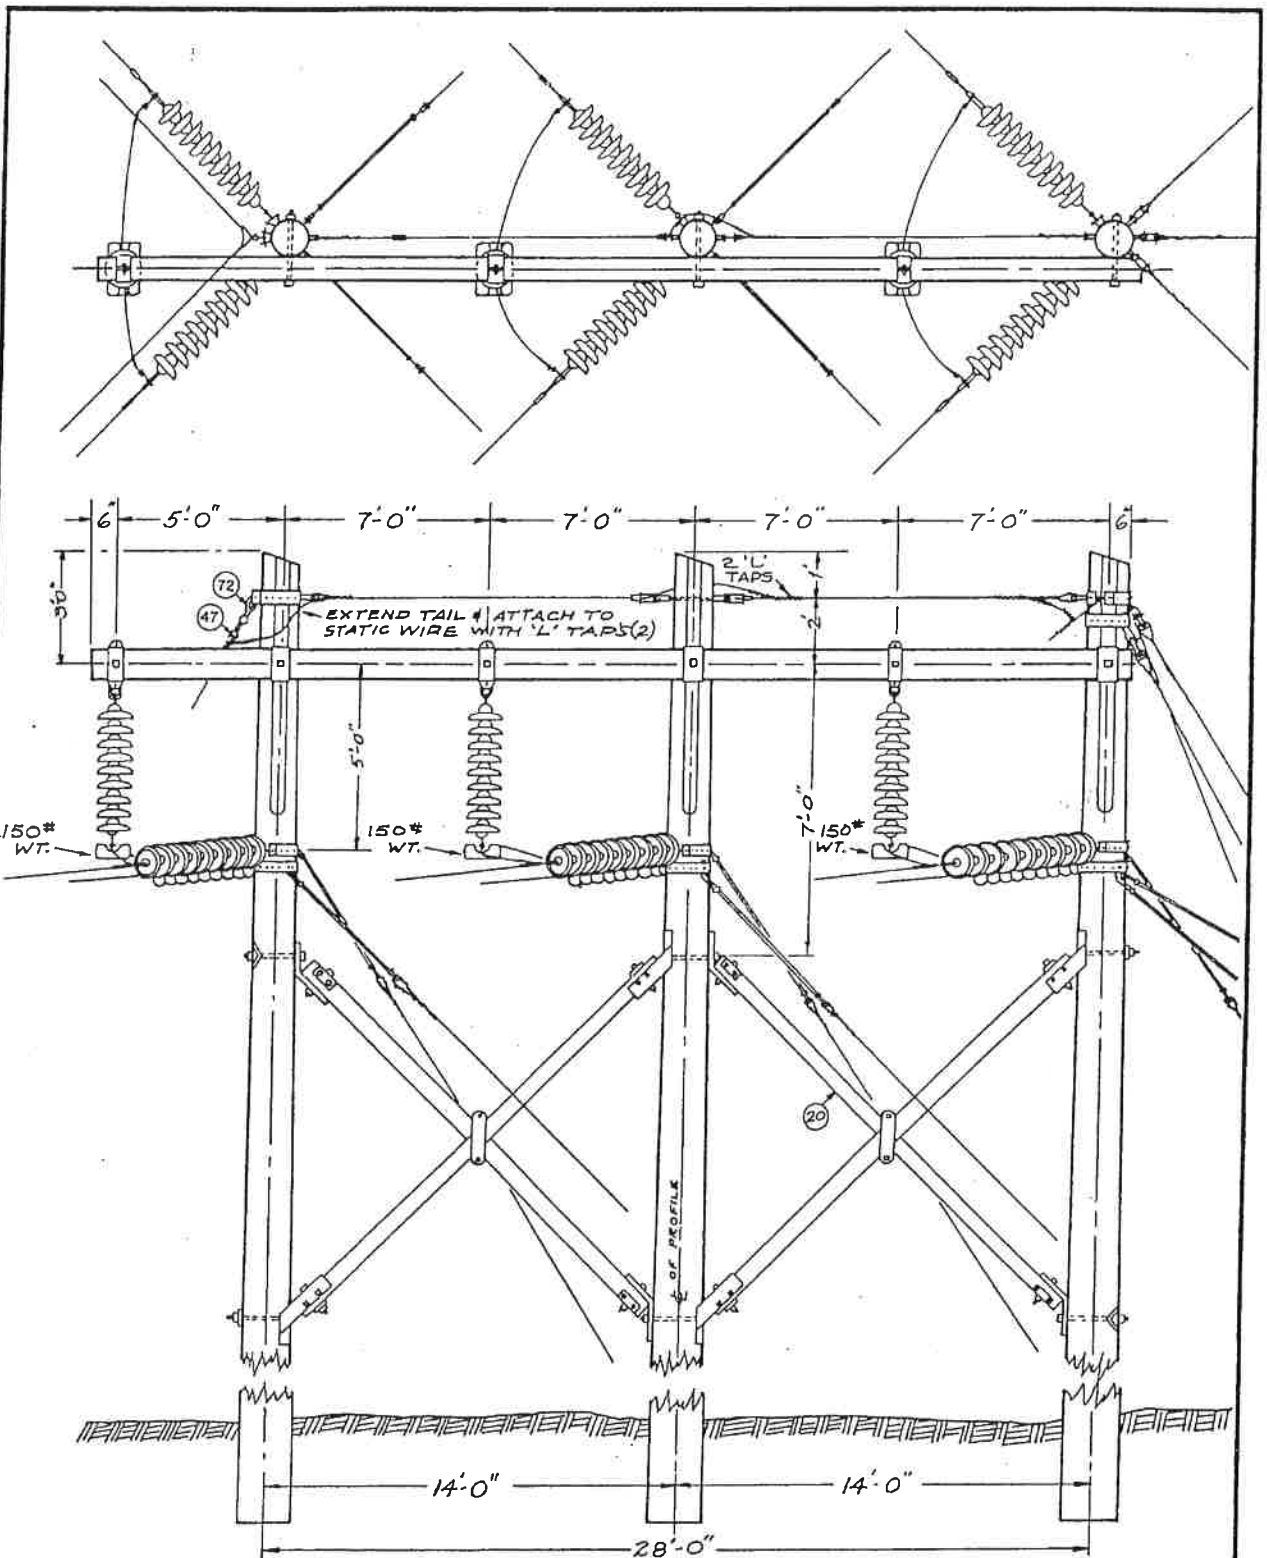 6" 5'-0" 7'-0" 7'-0" 7'-0" 7'-0" 6"
3'-0"
72
47
2 'L'
TAPS
1'
2'
EXTEND TAIL & ATTACH TO
STATIC WIRE WITH 'L' TAPS(2)
5'-0"
7'-0"
150#
WT.
150#
WT.
150#
WT.
20
℄ OF PROFILE
14'-0" 14'-0"
28'-0"